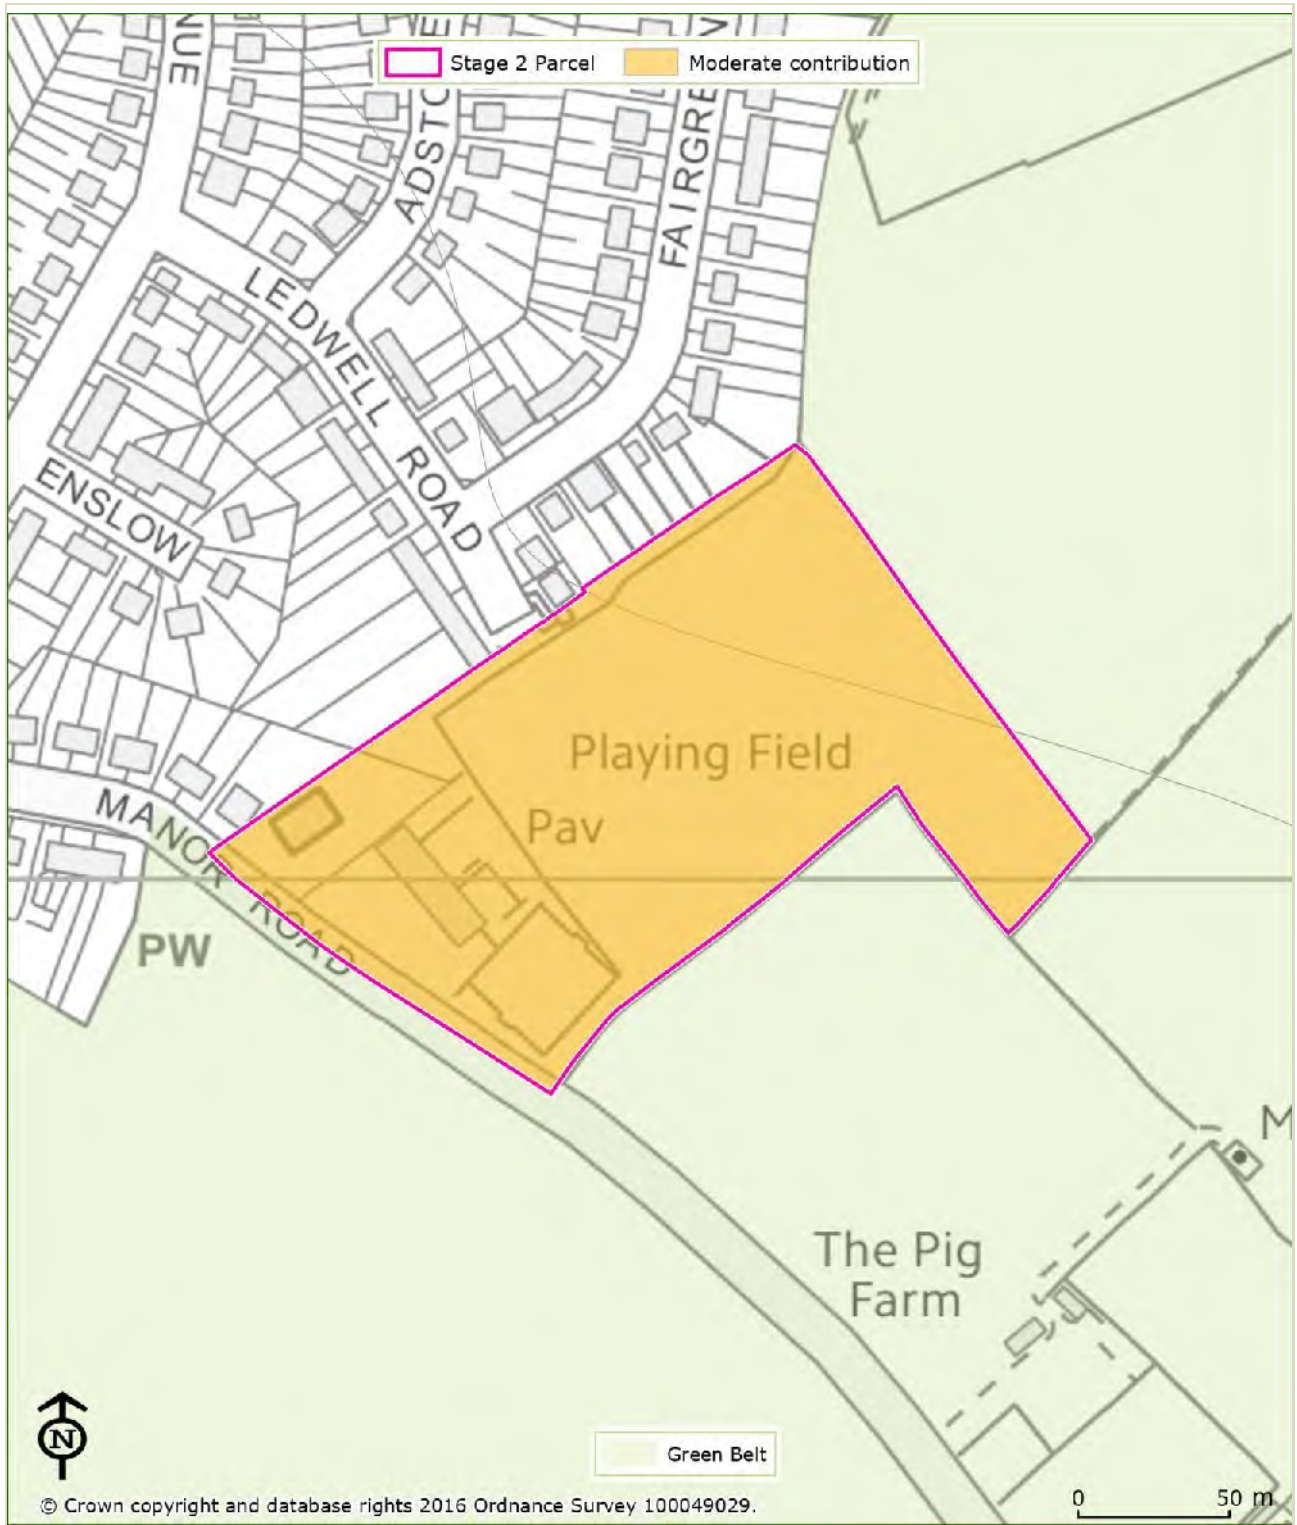 NUE
ADSTO
Stage 2 Parcel
Moderate contribution
FAIRGRE
LEDWELL ROAD
ENSLOW
MANOR ROAD
Playing Field
Pav
PW
M
The Pig
Farm
N
Green Belt
© Crown copyright and database rights 2016 Ordnance Survey 100049029.
0 50 m